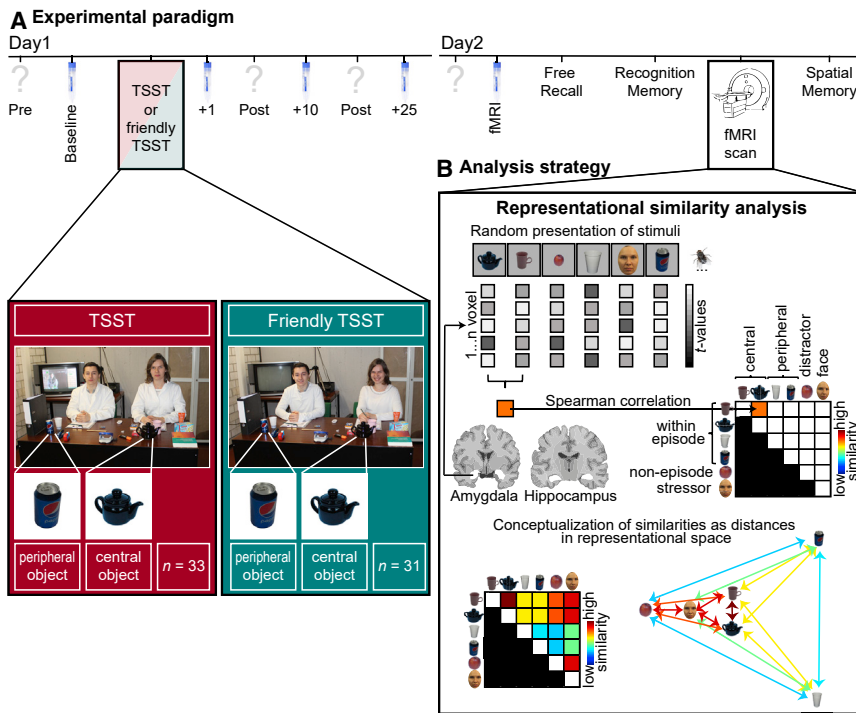 A Experimental paradigm
Day1
Day2
?
?
?
?
Pre
Baseline
TSST
or
friendly
TSST
+1
Post
+10
Post
+25
fMRI
Free
Recall
Recognition
Memory
fMRI
scan
Spatial
Memory
TSST
peripheral
object
central
object
n = 33
Friendly TSST
peripheral
object
central
object
n = 31
B Analysis strategy
Representational similarity analysis
Random presentation of stimuli
...
1...n voxel
t-values
central
peripheral
distractor
face
Spearman correlation
within
episode
non-episode
stressor
high
similarity
low
Amygdala
Hippocampus
Conceptualization of similarities as distances
in representational space
high
similarity
low